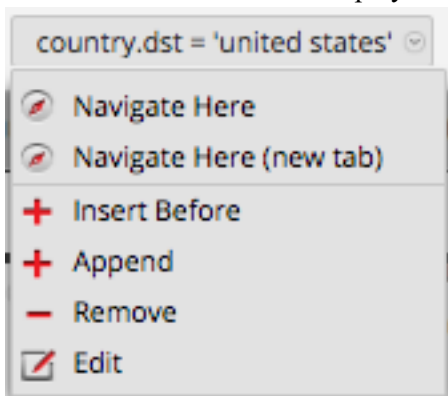 country.dst = 'united states'
Navigate Here
Navigate Here (new tab)
Insert Before
Append
Remove
Edit